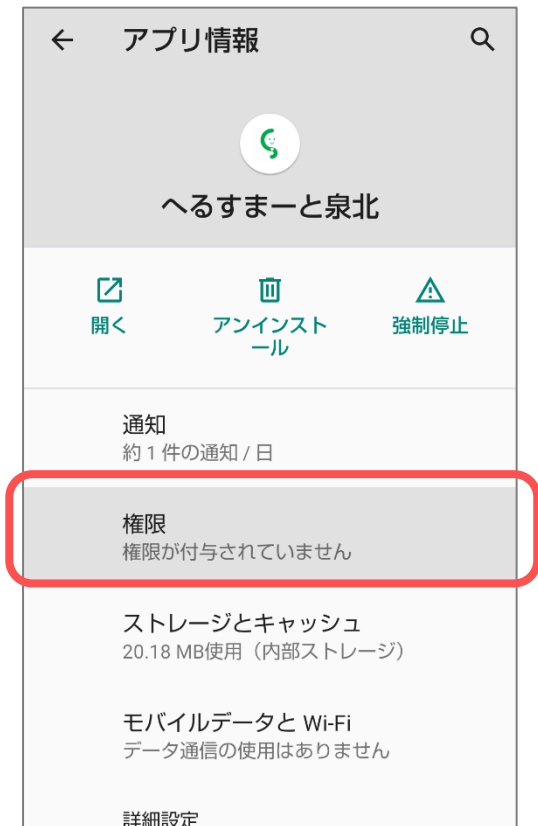 アプリ情報
へるすまーと泉北
開く
アンインスト
ール
強制停止
通知
約 1 件の通知 / 日
権限
権限が付与されていません
ストレージとキャッシュ
20.18 MB使用（内部ストレージ）
モバイルデータと Wi-Fi
データ通信の使用はありません
詳細設定